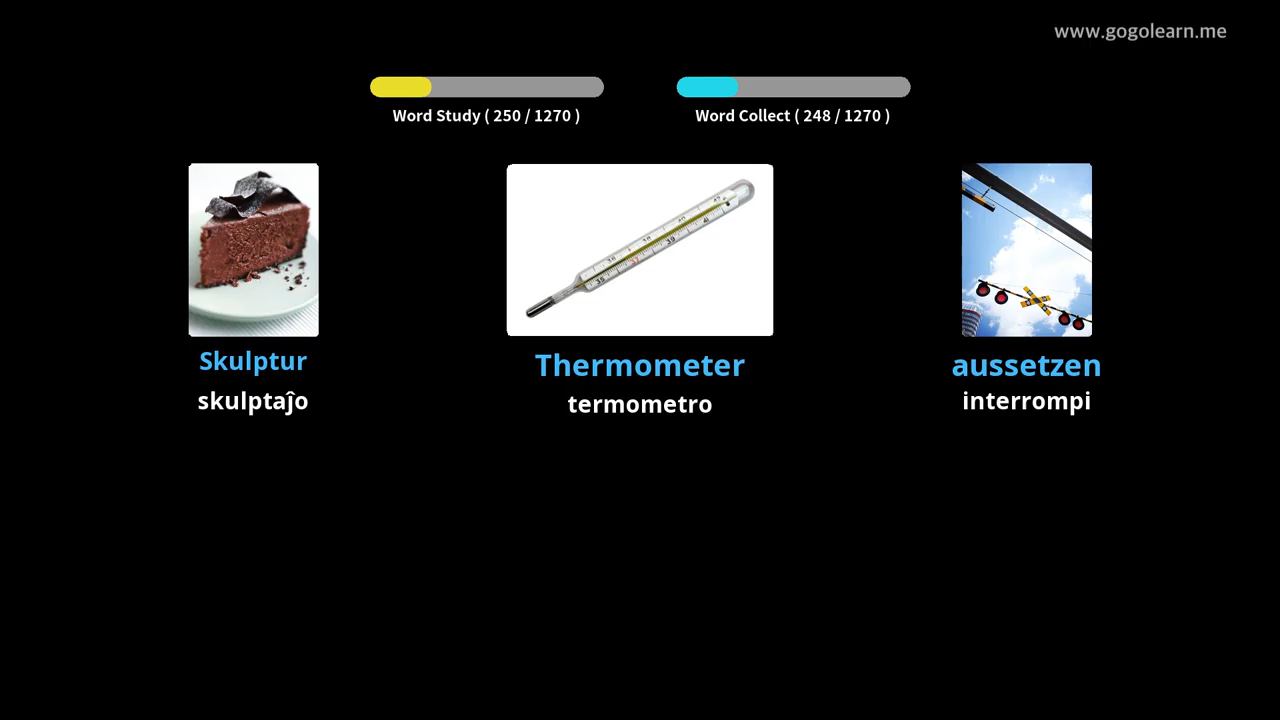 www.gogolearn.me
Word Study ( 250 / 1270 )
Word Collect ( 248 / 1270 )
Skulptur
skulptaĵo
Thermometer
termometro
aussetzen
interrompi